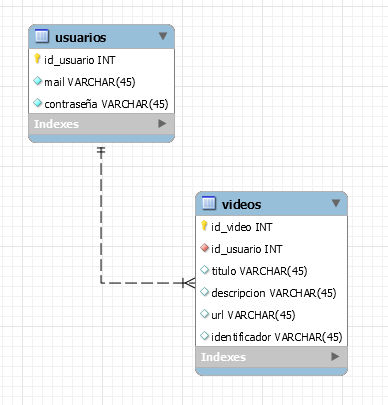 usuarios
id_usuario INT
mail VARCHAR(45)
contraseña VARCHAR(45)
Indexes
videos
id_video INT
id_usuario INT
titulo VARCHAR(45)
descripcion VARCHAR(45)
url VARCHAR(45)
identificador VARCHAR(45)
Indexes